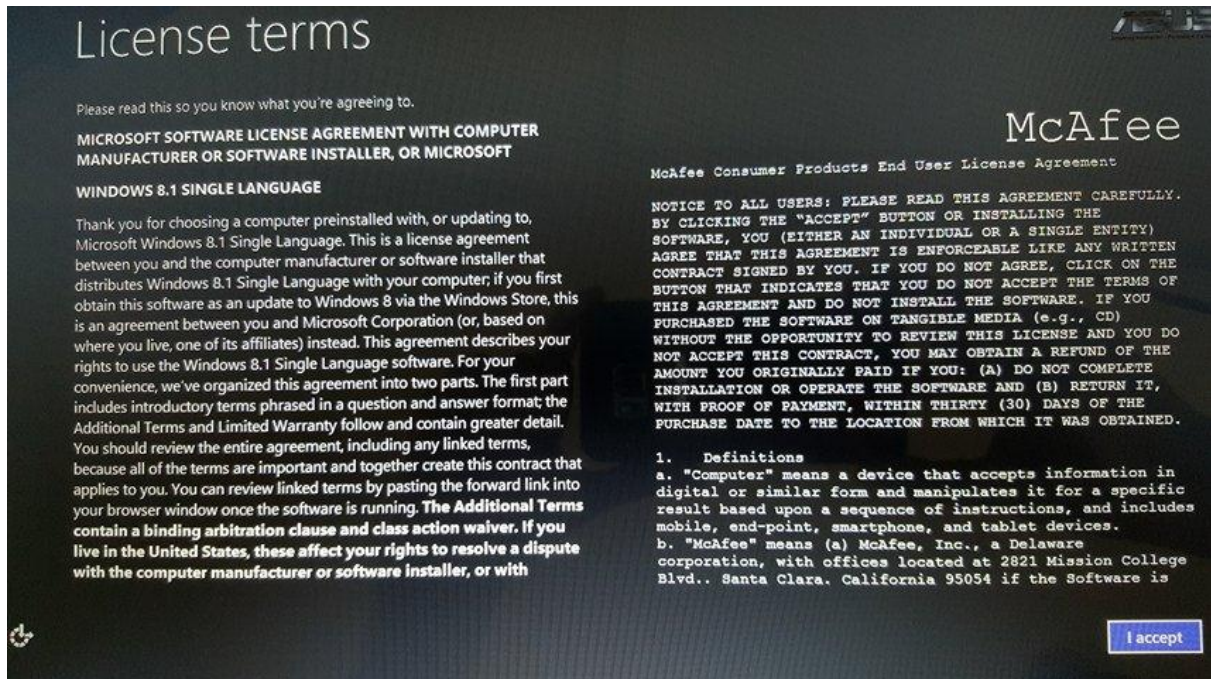 License terms
ASUS
Please read this so you know what you're agreeing to.
MICROSOFT SOFTWARE LICENSE AGREEMENT WITH COMPUTER
MANUFACTURER OR SOFTWARE INSTALLER, OR MICROSOFT
WINDOWS 8.1 SINGLE LANGUAGE
Thank you for choosing a computer preinstalled with, or updating to,
Microsoft Windows 8.1 Single Language. This is a license agreement
between you and the computer manufacturer or software installer that
distributes Windows 8.1 Single Language with your computer; if you first
obtain this software as an update to Windows 8 via the Windows Store, this
is an agreement between you and Microsoft Corporation (or, based on
where you live, one of its affiliates) instead. This agreement describes your
rights to use the Windows 8.1 Single Language software. For your
convenience, we've organized this agreement into two parts. The first part
includes introductory terms phrased in a question and answer format; the
Additional Terms and Limited Warranty follow and contain greater detail.
You should review the entire agreement, including any linked terms,
because all of the terms are important and together create this contract that
applies to you. You can review linked terms by pasting the forward link into
your browser window once the software is running. The Additional Terms
contain a binding arbitration clause and class action waiver. If you
live in the United States, these affect your rights to resolve a dispute
with the computer manufacturer or software installer, or with
McAfee
McAfee Consumer Products End User License Agreement
NOTICE TO ALL USERS: PLEASE READ THIS AGREEMENT CAREFULLY.
BY CLICKING THE "ACCEPT" BUTTON OR INSTALLING THE
SOFTWARE, YOU (EITHER AN INDIVIDUAL OR A SINGLE ENTITY)
AGREE THAT THIS AGREEMENT IS ENFORCEABLE LIKE ANY WRITTEN
CONTRACT SIGNED BY YOU. IF YOU DO NOT AGREE, CLICK ON THE
BUTTON THAT INDICATES THAT YOU DO NOT ACCEPT THE TERMS OF
THIS AGREEMENT AND DO NOT INSTALL THE SOFTWARE. IF YOU
PURCHASED THE SOFTWARE ON TANGIBLE MEDIA (e.g., CD)
WITHOUT THE OPPORTUNITY TO REVIEW THIS LICENSE AND YOU DO
NOT ACCEPT THIS CONTRACT, YOU MAY OBTAIN A REFUND OF THE
AMOUNT YOU ORIGINALLY PAID IF YOU: (A) DO NOT COMPLETE
INSTALLATION OR OPERATE THE SOFTWARE AND (B) RETURN IT,
WITH PROOF OF PAYMENT, WITHIN THIRTY (30) DAYS OF THE
PURCHASE DATE TO THE LOCATION FROM WHICH IT WAS OBTAINED.
1. Definitions
a. "Computer" means a device that accepts information in
digital or similar form and manipulates it for a specific
result based upon a sequence of instructions, and includes
mobile, end-point, smartphone, and tablet devices.
b. "McAfee" means (a) McAfee, Inc., a Delaware
corporation, with offices located at 2821 Mission College
Blvd., Santa Clara, California 95054 if the Software is
I accept